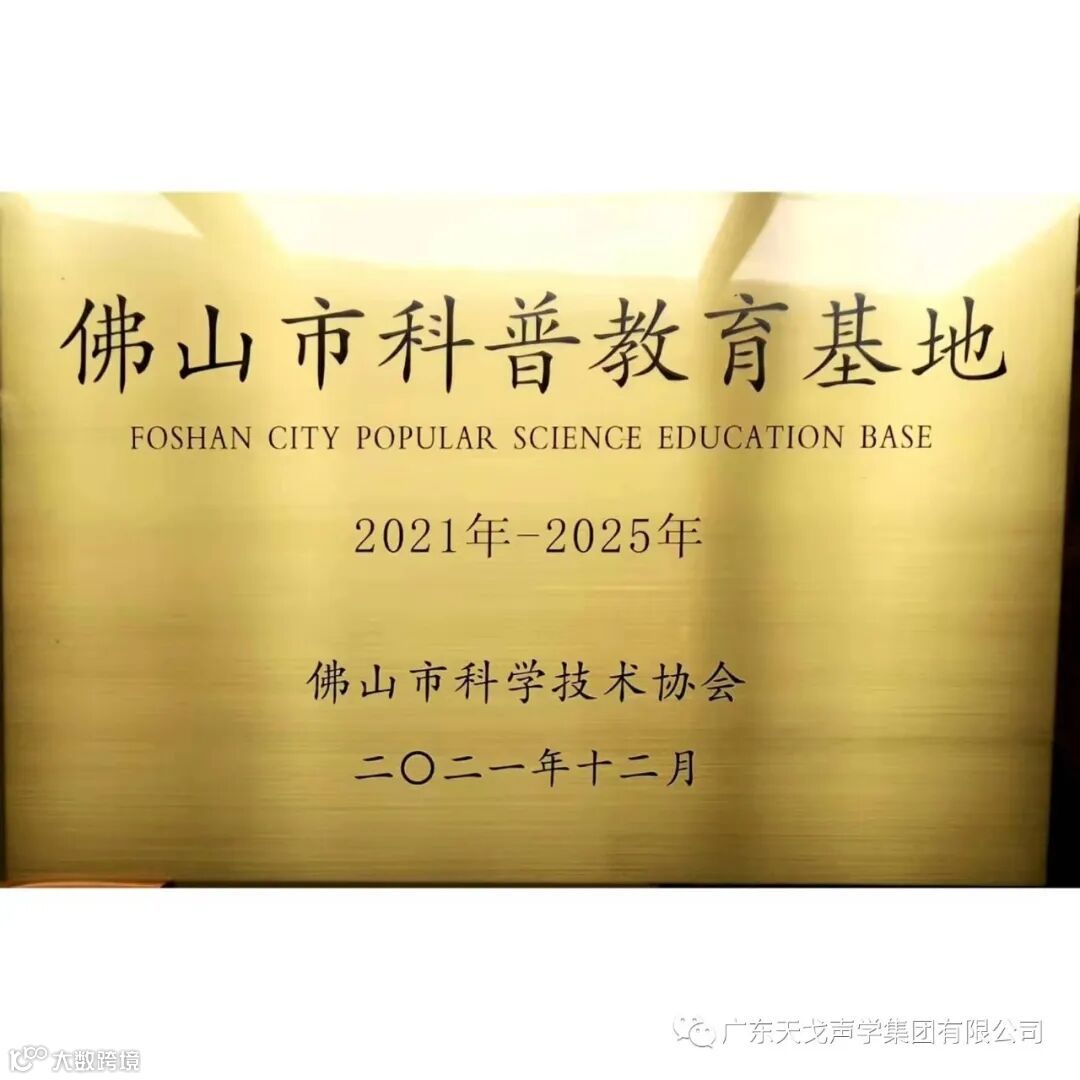 佛山市科普教育基地
FOSHAN CITY POPULAR SCIENCE EDUCATION BASE
2021年-2025年
佛山市科学技术协会
二〇二一年十二月
广东天戈声学集团有限公司
大数跨境